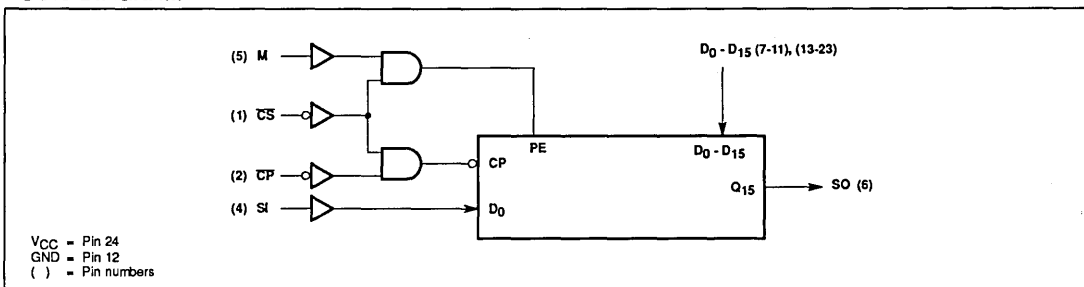 (5) M
D0 - D15 (7-11), (13-23)
(1) CS
PE
D0 - D15
CP
Q15
SO (6)
(2) CP
(4) SI
D0
VCC = Pin 24
GND = Pin 12
( ) = Pin numbers